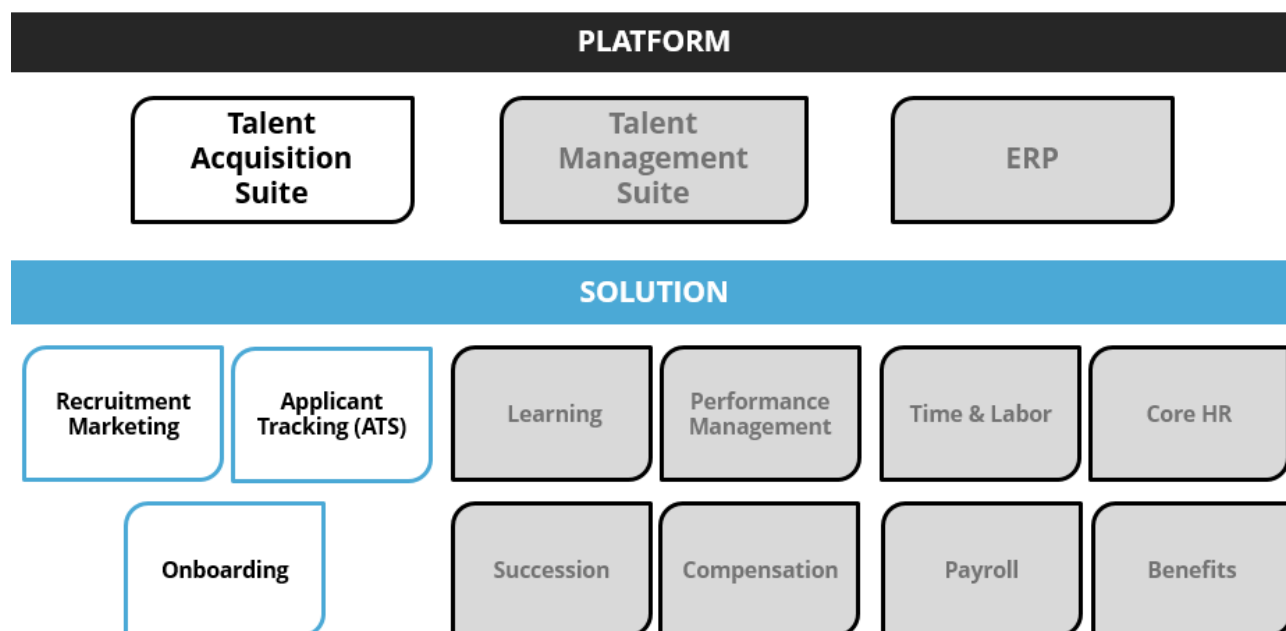 PLATFORM
Talent
Acquisition
Suite
Talent
Management
Suite
ERP
SOLUTION
Recruitment
Marketing
Applicant
Tracking (ATS)
Learning
Performance
Management
Time & Labor
Core HR
Onboarding
Succession
Compensation
Payroll
Benefits